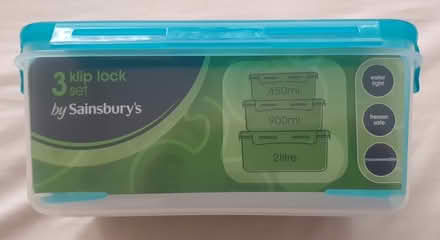 3 klip lock
set
by Sainsbury's
450ml
900ml
2litre
water
tight
freezer
safe